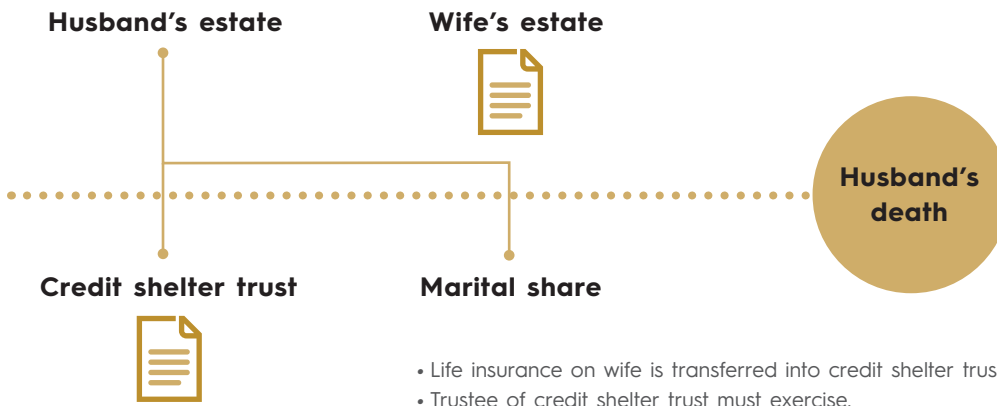 Husband's estate
Wife's estate
Husband's
death
Credit shelter trust
Marital share
• Life insurance on wife is transferred into credit shelter
• Trustee of credit shelter trust must exercise.